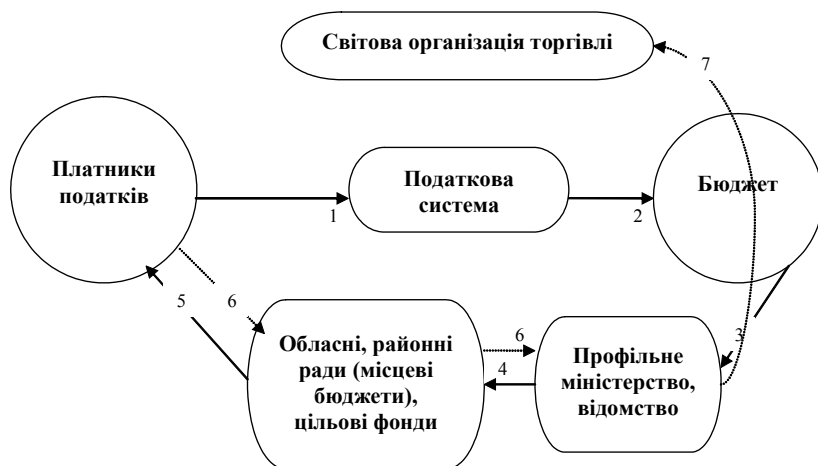 Світова організація торгівлі
7
Платники
податків
1
Податкова
система
2
Бюджет
5
6
Обласні, районні
ради (місцеві
бюджети),
цільові фонди
6
4
Профільне
міністерство,
відомство
3